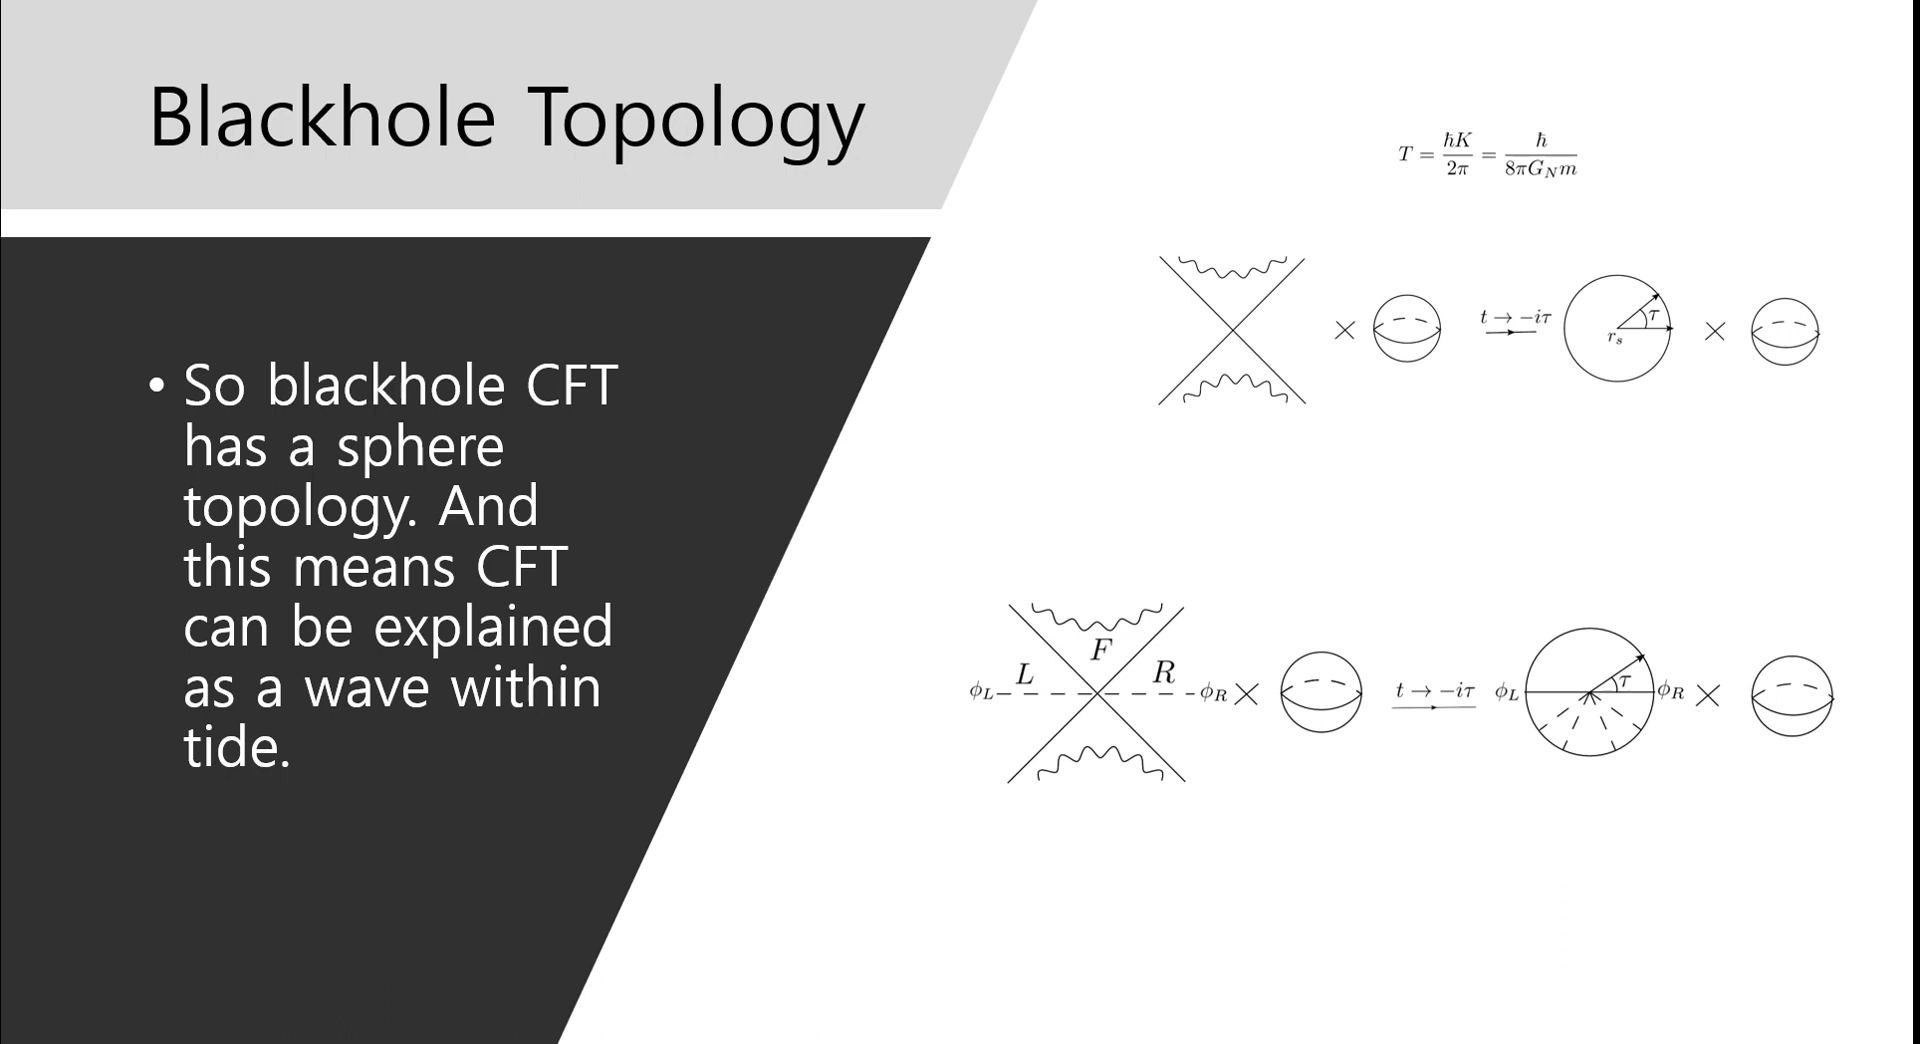 Blackhole Topology
• So blackhole CFT
has a sphere
topology. And
this means CFT
can be explained
as a wave within
tide.
T = ħK/2π = ħ/8πG_N m
× t → −iτ r_s τ ×
F
L R
ϕ_L ϕ_R × t → −iτ ϕ_L τ ϕ_R ×